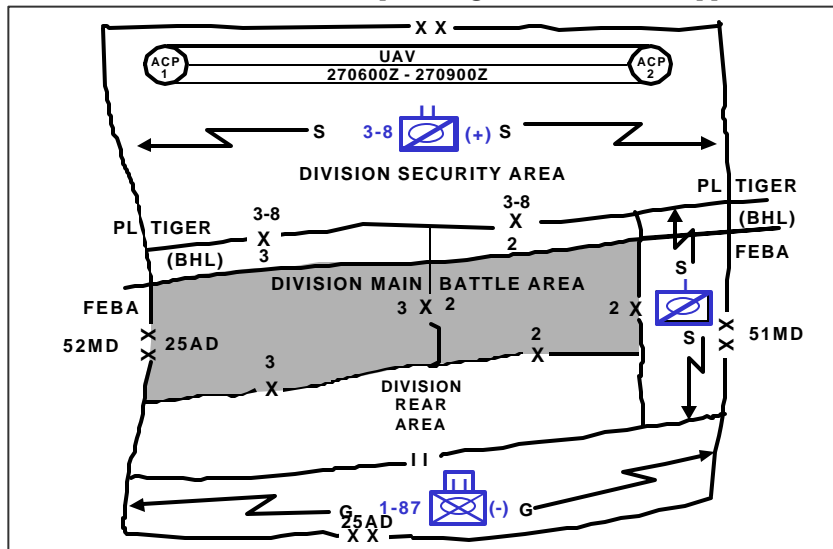 X X
ACP 1
UAV
ACP 2
270600Z - 270900Z
S 3-8 (+) S
DIVISION SECURITY AREA
PL TIGER
3-8 3-8
X X
PL TIGER
(BHL)
(BHL)
3 2
FEBA
DIVISION MAIN BATTLE AREA
S
FEBA
3 X 2
2 X
X X
52MD 25AD
S
X X
51MD
3 2
X X
DIVISION
REAR
AREA
I I
G 1-87 (-) G
25AD
X X